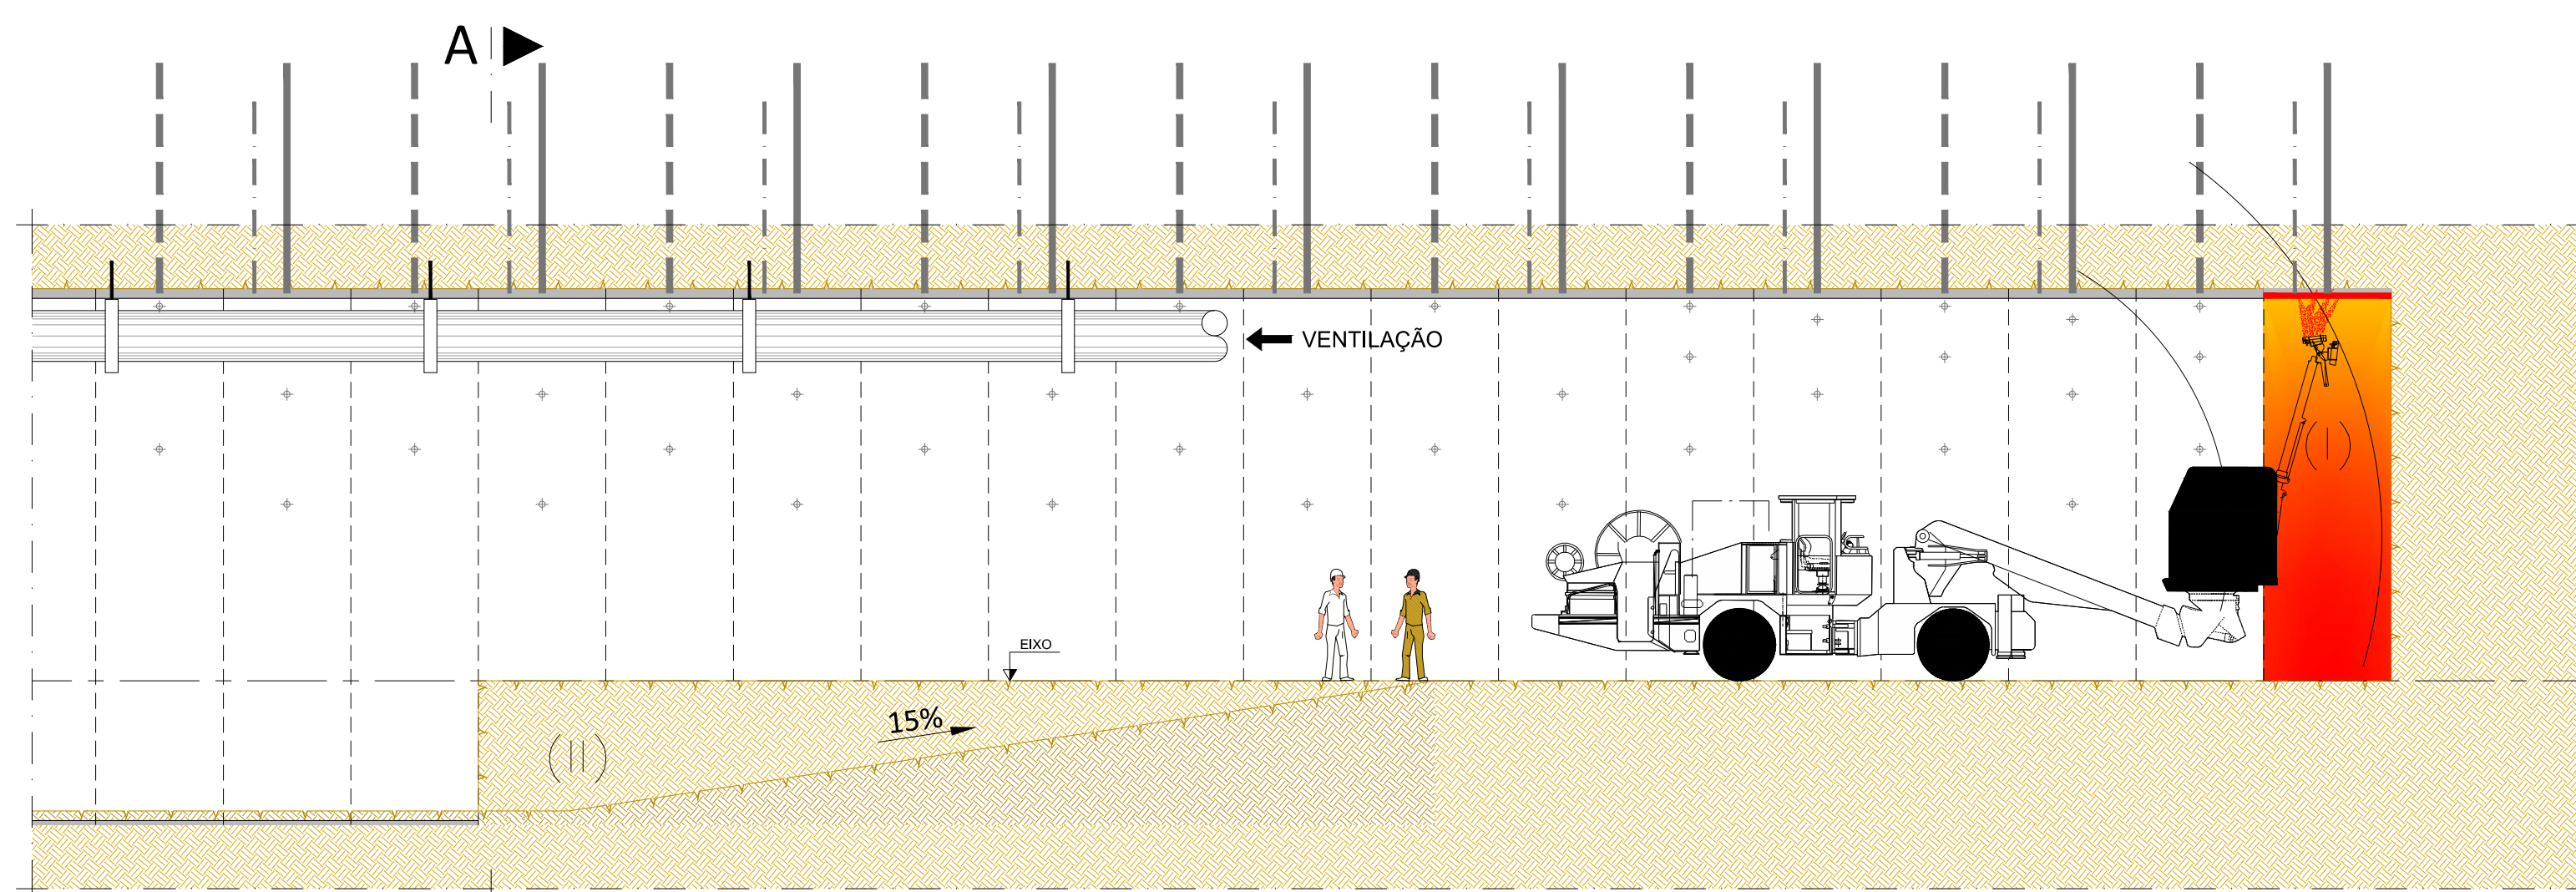 A
VENTILAÇÃO
(I)
EIXO
15%
(II)